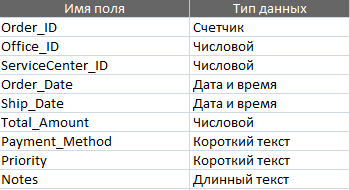 Имя поля Тип данных
Order_ID Счетчик
Office_ID Числовой
ServiceCenter_ID Числовой
Order_Date Дата и время
Ship_Date Дата и время
Total_Amount Числовой
Payment_Method Короткий текст
Priority Короткий текст
Notes Длинный текст